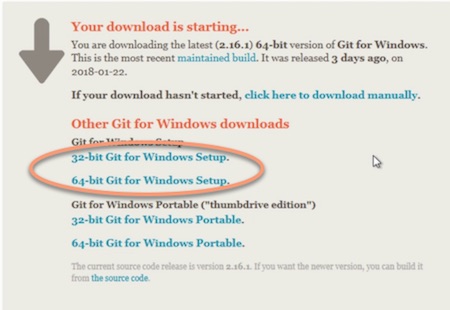 Your download is starting...
You are downloading the latest (2.16.1) 64-bit version of Git for Windows.
This is the most recent maintained build. It was released 3 days ago, on
2018-01-22.
If your download hasn't started, click here to download manually.
Other Git for Windows downloads
Git for Windows Setup
32-bit Git for Windows Setup.
64-bit Git for Windows Setup.
Git for Windows Portable ("thumbdrive edition")
32-bit Git for Windows Portable.
64-bit Git for Windows Portable.
The current source code release is version 2.16.1. If you want the newer version, you can build it
from the source code.